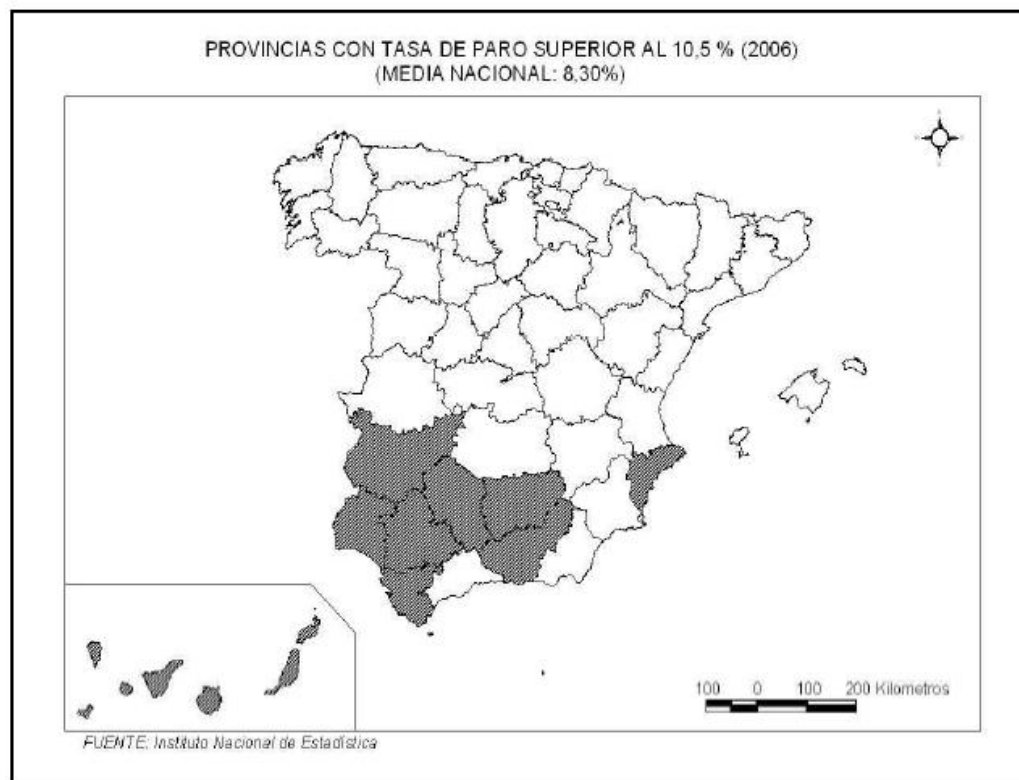 PROVINCIAS CON TASA DE PARO SUPERIOR AL 10,5 % (2006)
(MEDIA NACIONAL: 8,30%)
100 0 100 200 Kilometros
FUENTE: Instituto Nacional de Estadística